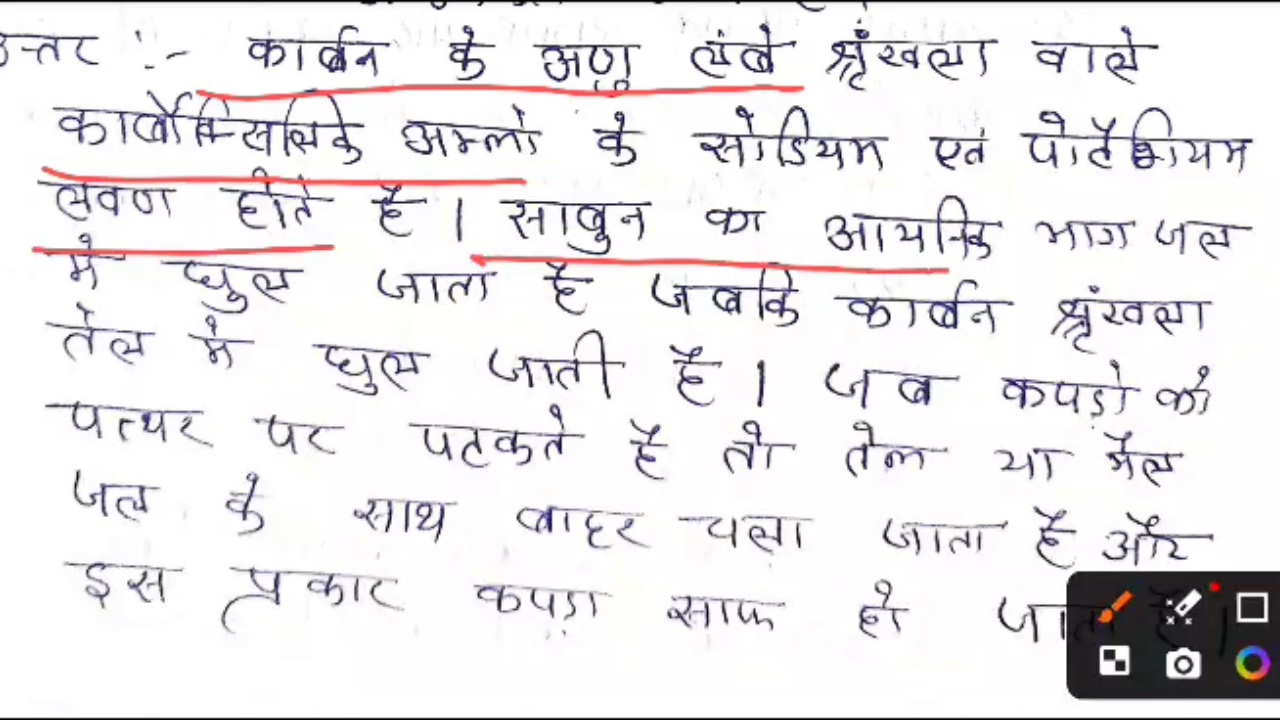 उत्तर :- कार्बन के अणु लंबे श्रृंखला वाले
कार्बोक्सिलिक अम्लो के सोडियम एवं पोटैशियम
लवण होते है। साबुन का आयनिक भाग जल
मे घुल जाता है जबकि कार्बन श्रृंखला
तेल मे घुल जाती है। जब कपड़ो को
पत्थर पर पटकते है तो तेल या मैल
जल के साथ बाहर चला जाता है और
इस प्रकार कपड़ा साफ हो जाता है।